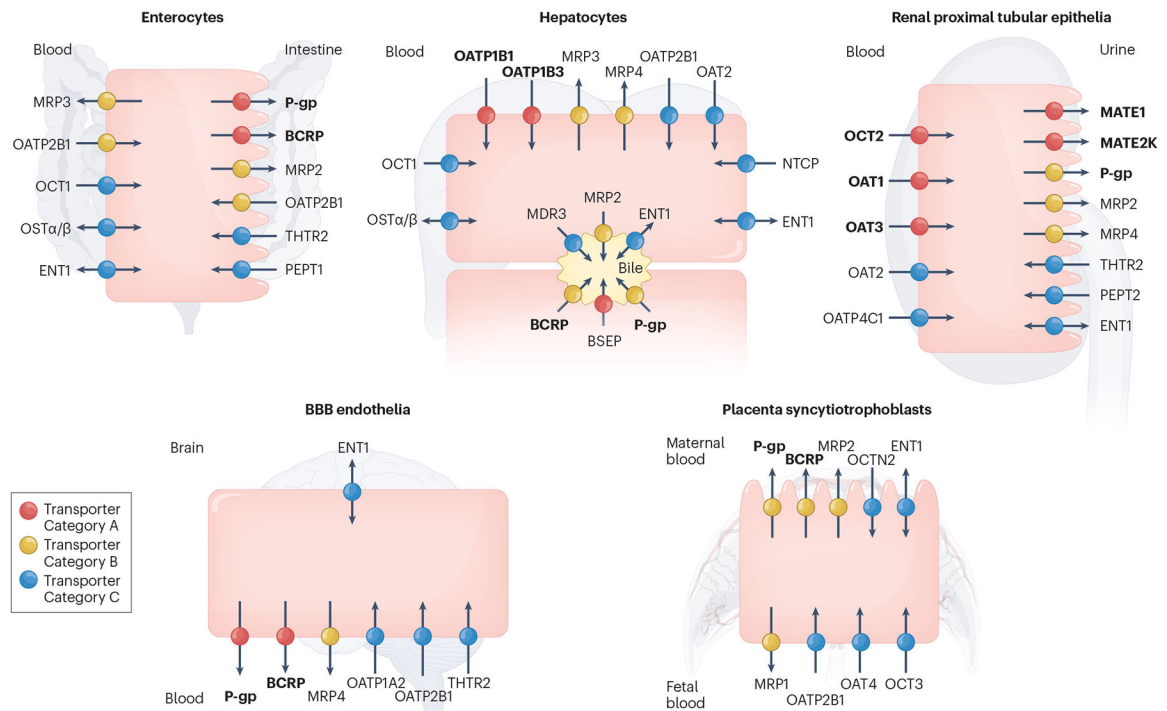 Enterocytes
Blood
Intestine
MRP3
OATP2B1
OCT1
OSTα/β
ENT1
P-gp
BCRP
MRP2
OATP2B1
THTR2
PEPT1
Hepatocytes
Blood
OATP1B1
OATP1B3
MRP3
MRP4
OATP2B1
OAT2
OCT1
OSTα/β
NTCP
ENT1
MDR3
MRP2
ENT1
Bile
BCRP
BSEP
P-gp
Renal proximal tubular epithelia
Blood
Urine
OCT2
OAT1
OAT3
OAT2
OATP4C1
MATE1
MATE2K
P-gp
MRP2
MRP4
THTR2
PEPT2
ENT1
Transporter
Category A
Transporter
Category B
Transporter
Category C
BBB endothelia
Brain
ENT1
Blood
P-gp
BCRP
MRP4
OATP1A2
OATP2B1
THTR2
Placenta syncytiotrophoblasts
Maternal
blood
P-gp
BCRP
MRP2
OCTN2
ENT1
Fetal
blood
MRP1
OATP2B1
OAT4
OCT3